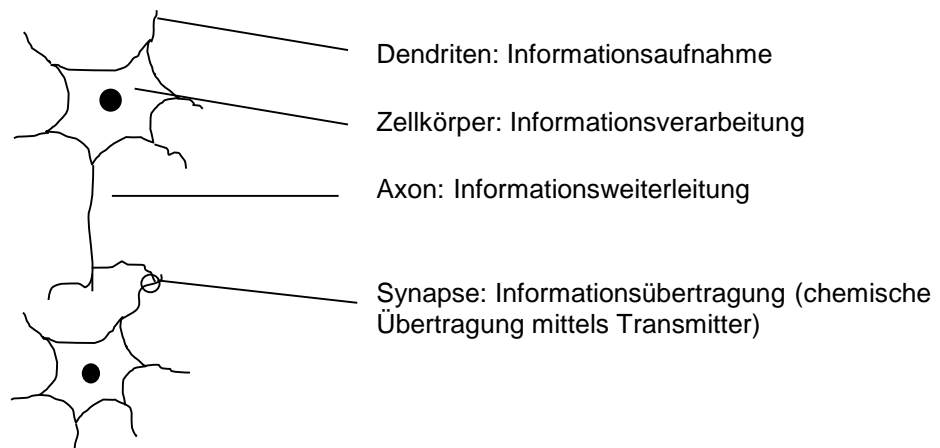 Dendriten: Informationsaufnahme
Zellkörper: Informationsverarbeitung
Axon: Informationsweiterleitung
Synapse: Informationsübertragung (chemische
Übertragung mittels Transmitter)